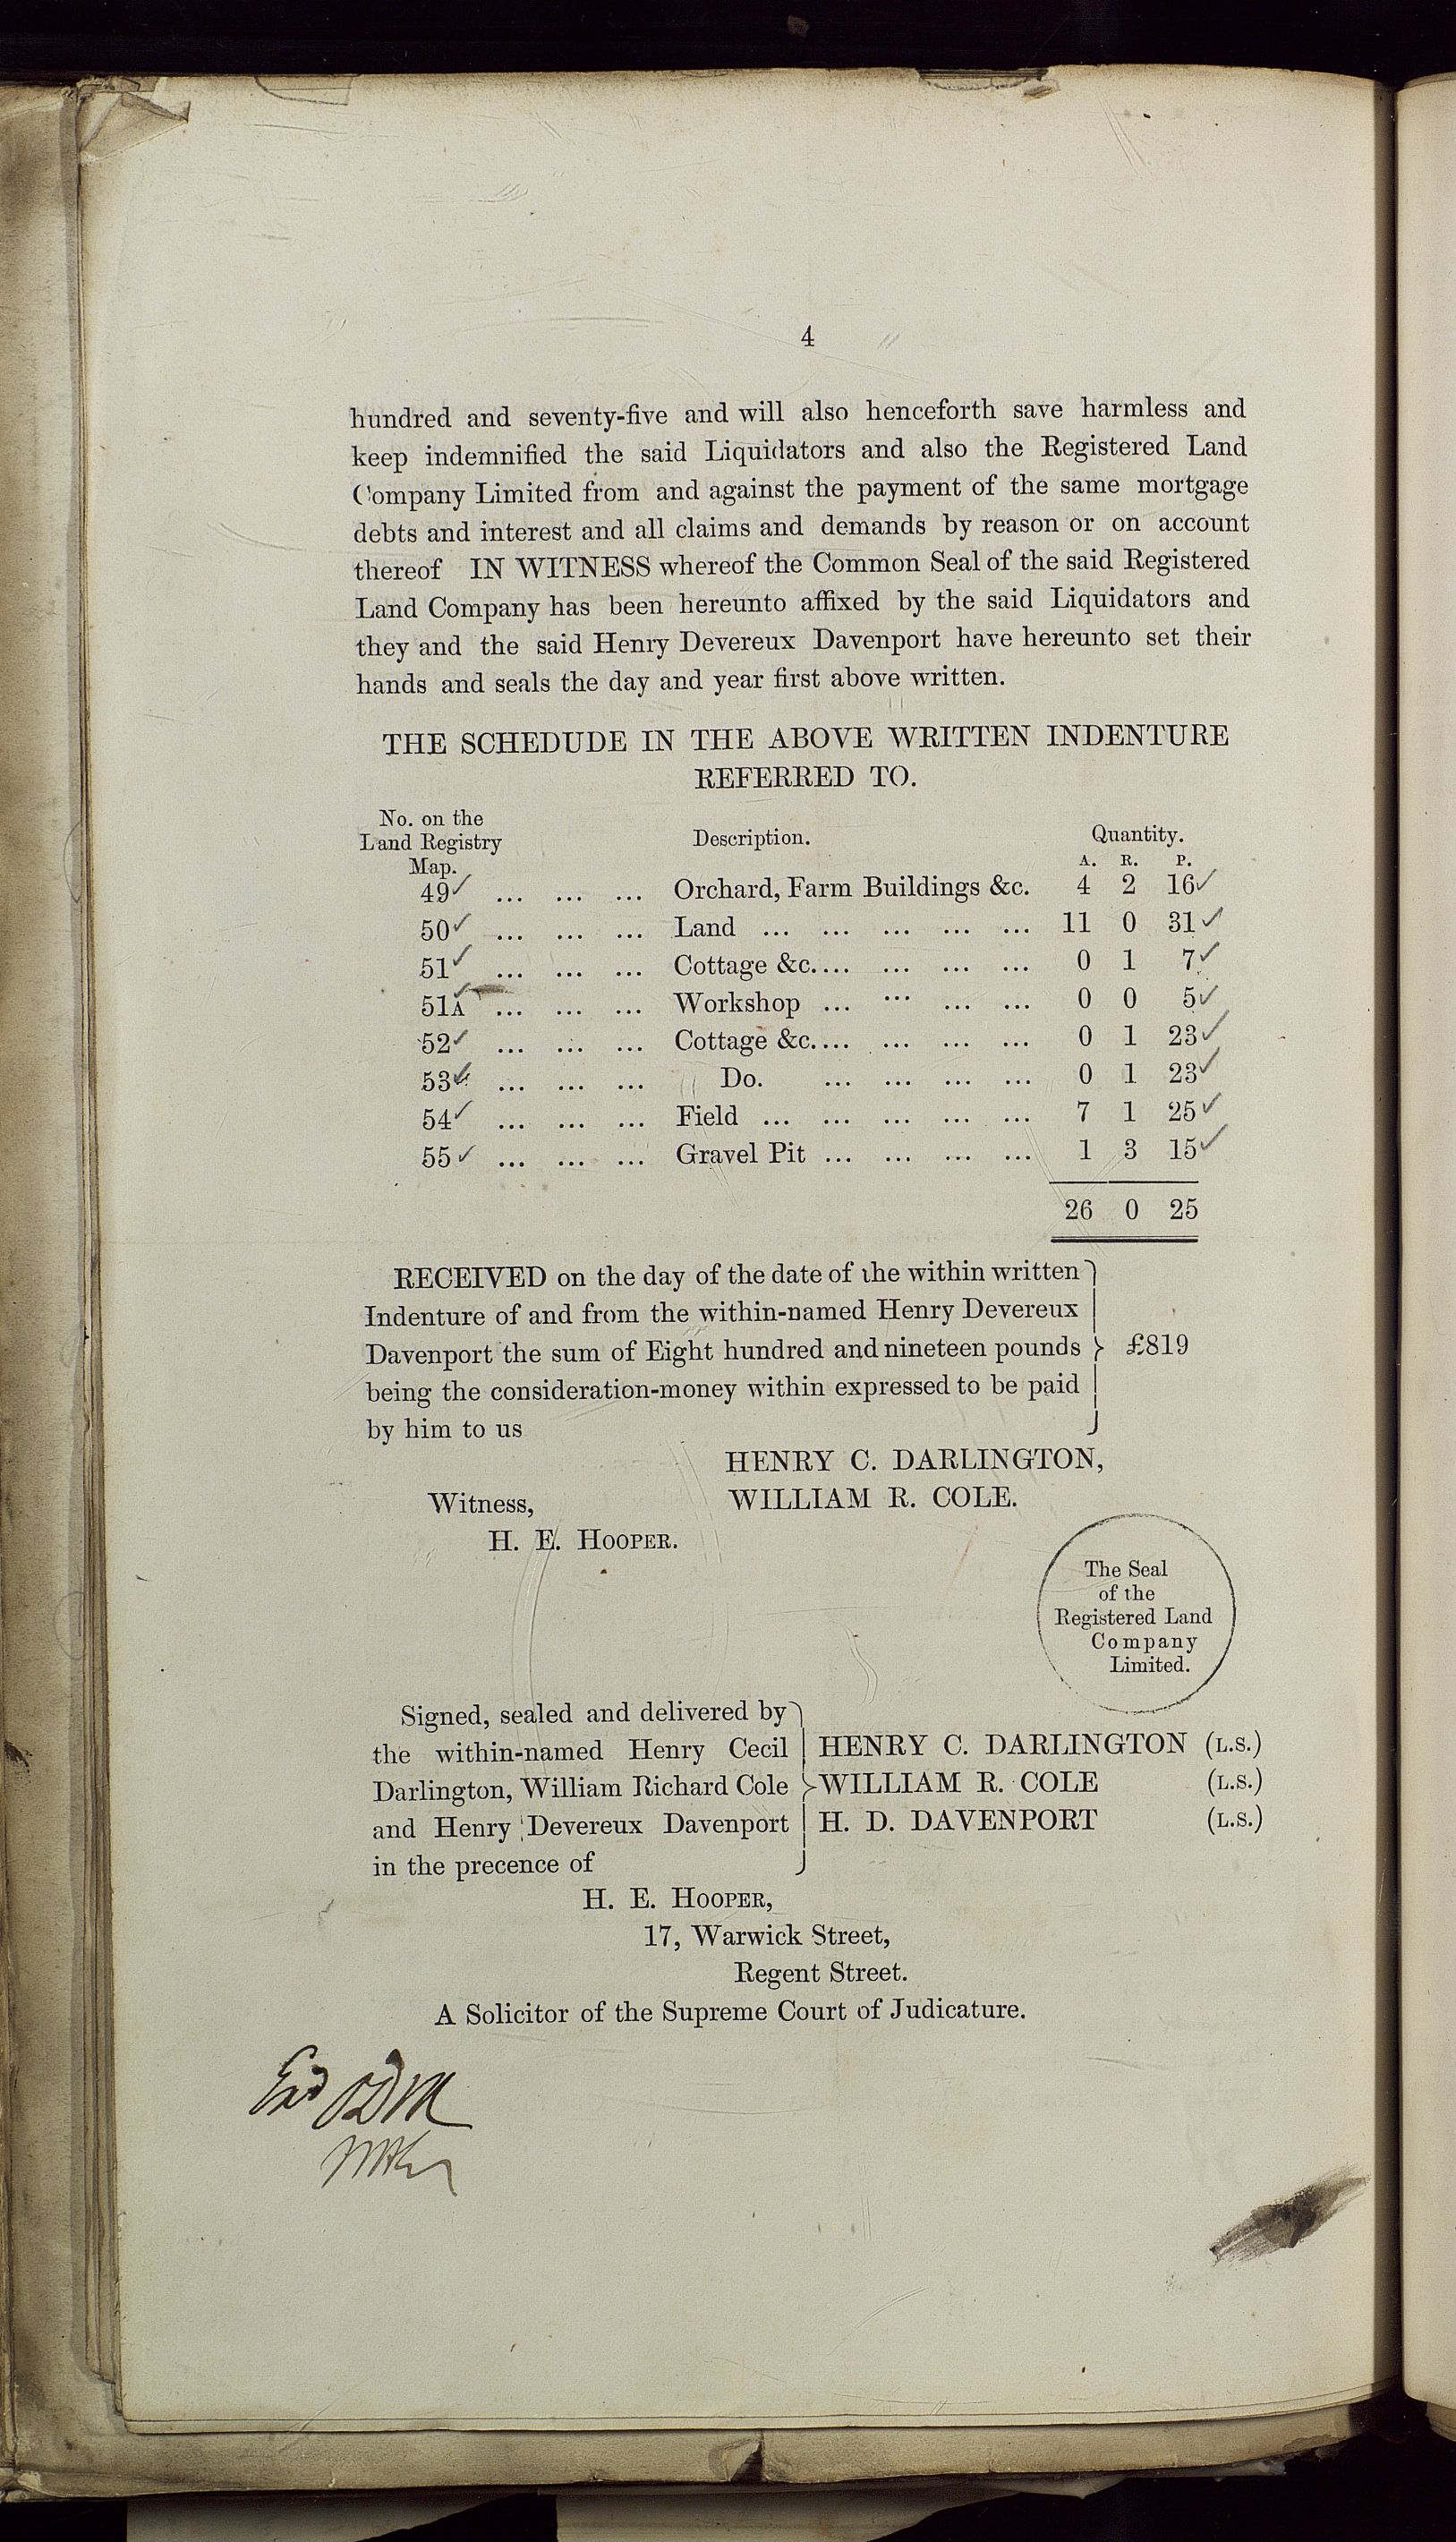 4
hundred and seventy-five and will also henceforth save harmless and
keep indemnified the said Liquidators and also the Registered Land
Company Limited from and against the payment of the same mortgage
debts and interest and all claims and demands by reason or on account
thereof IN WITNESS whereof the Common Seal of the said Registered
Land Company has been hereunto affixed by the said Liquidators and
they and the said Henry Devereux Davenport have hereunto set their
hands and seals the day and year first above written.
THE SCHEDUDE IN THE ABOVE WRITTEN INDENTURE
REFERRED TO.
No. on the
Land Registry Description. Quantity.
Map. A. R. P.
49✓ ... ... ... Orchard, Farm Buildings &c. 4 2 16✓
50✓ ... ... ... Land ... ... ... ... ... 11 0 31✓
51✓ ... ... ... Cottage &c.... ... ... ... 0 1 7✓
51A✓ ... ... ... Workshop ... ... ... ... 0 0 5✓
52✓ ... ... ... Cottage &c.... ... ... ... 0 1 23✓
53✓ ... ... ... Do. ... ... ... ... 0 1 23✓
54✓ ... ... ... Field ... ... ... ... ... 7 1 25✓
55✓ ... ... ... Gravel Pit ... ... ... ... 1 3 15✓
26 0 25
RECEIVED on the day of the date of the within written
Indenture of and from the within-named Henry Devereux
Davenport the sum of Eight hundred and nineteen pounds £819
being the consideration-money within expressed to be paid
by him to us
HENRY C. DARLINGTON,
Witness, WILLIAM R. COLE.
H. E. HOOPER.
The Seal
of the
Registered Land
Company
Limited.
Signed, sealed and delivered by
the within-named Henry Cecil HENRY C. DARLINGTON (L.S.)
Darlington, William Richard Cole WILLIAM R. COLE (L.S.)
and Henry Devereux Davenport H. D. DAVENPORT (L.S.)
in the precence of
H. E. HOOPER,
17, Warwick Street,
Regent Street.
A Solicitor of the Supreme Court of Judicature.